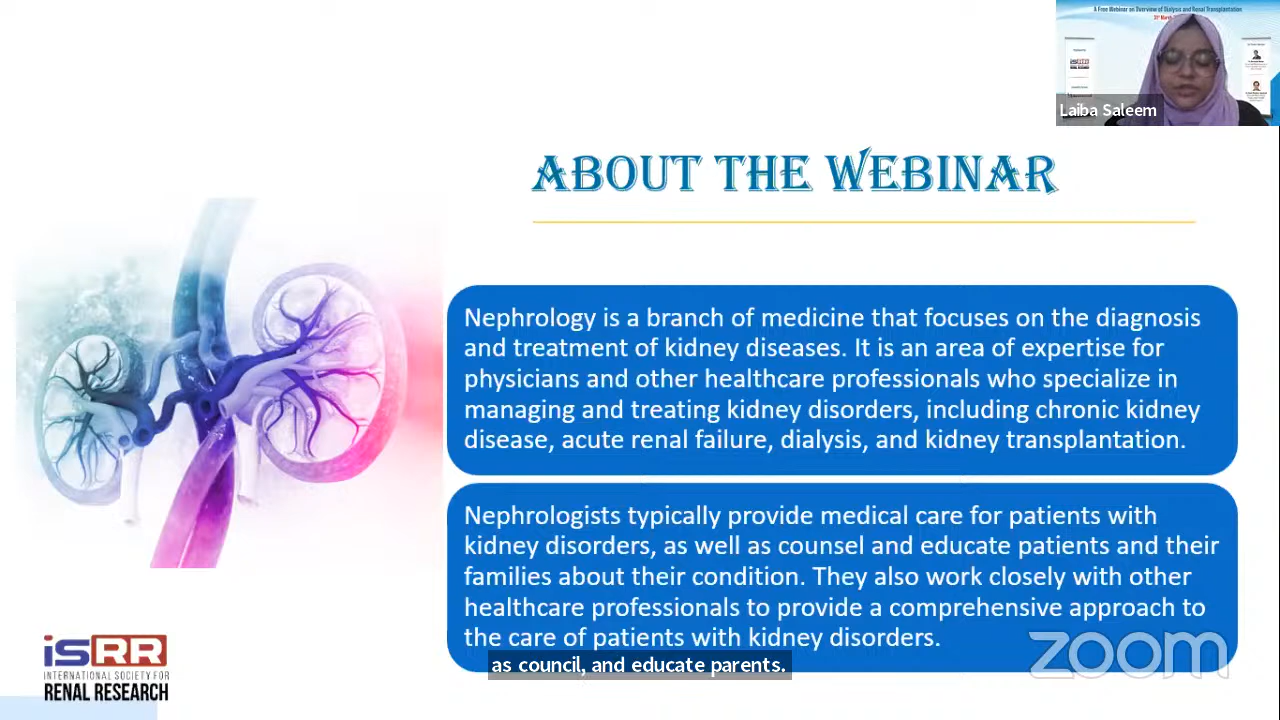 A Free Webinar on Overview of Dialysis and Renal Transplantation
31st March
iSRR
Laiba Saleem
ABOUT THE WEBINAR
Nephrology is a branch of medicine that focuses on the diagnosis
and treatment of kidney diseases. It is an area of expertise for
physicians and other healthcare professionals who specialize in
managing and treating kidney disorders, including chronic kidney
disease, acute renal failure, dialysis, and kidney transplantation.
Nephrologists typically provide medical care for patients with
kidney disorders, as well as counsel and educate patients and their
families about their condition. They also work closely with other
healthcare professionals to provide a comprehensive approach to
the care of patients with kidney disorders.
as council, and educate parents.
zoom
iSRR
INTERNATIONAL SOCIETY FOR
RENAL RESEARCH